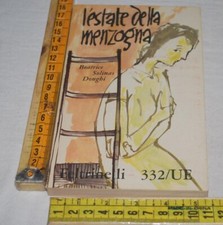 l'estate della
menzogna
Beatrice
Solinas
Donghi
Feltrinelli 332/UE